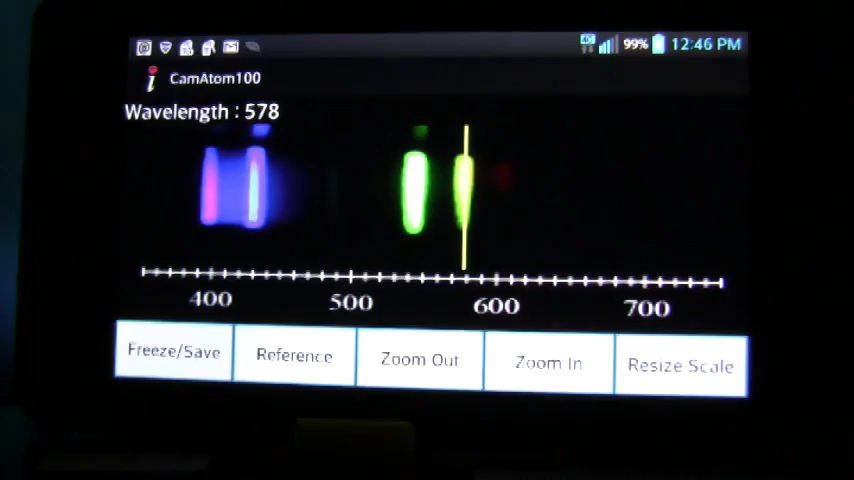 99% 12:46 PM
CamAtom100
Wavelength : 578
400 500 600 700
Freeze/Save Reference Zoom Out Zoom In Resize Scale